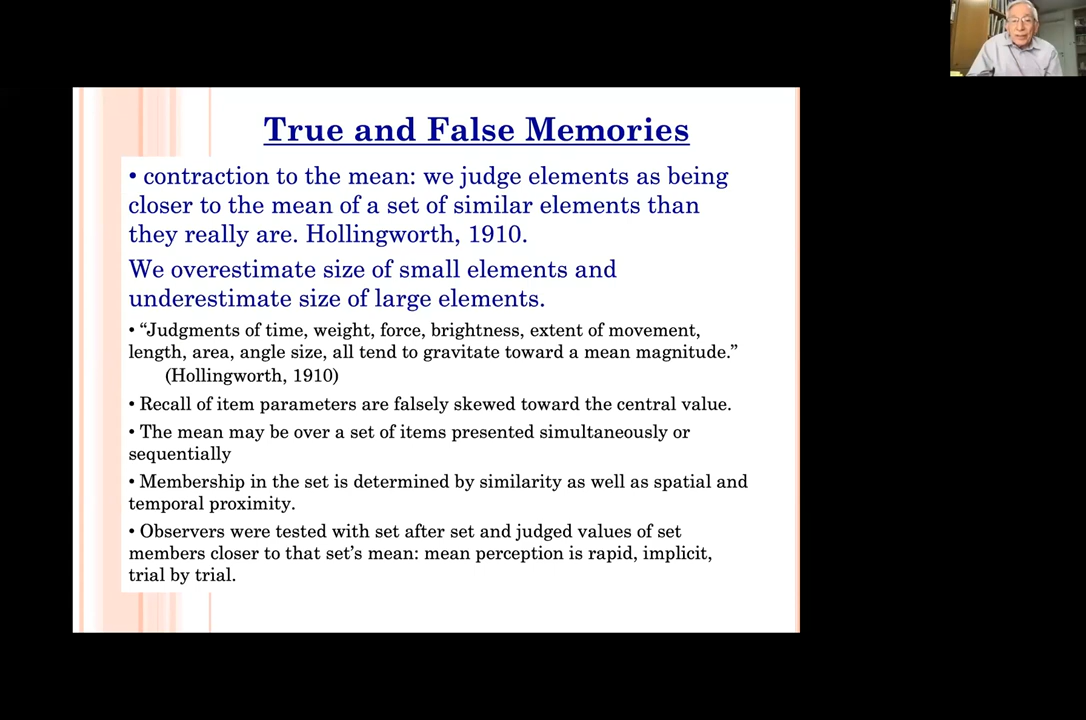 True and False Memories
• contraction to the mean: we judge elements as being
closer to the mean of a set of similar elements than
they really are. Hollingworth, 1910.
We overestimate size of small elements and
underestimate size of large elements.
• “Judgments of time, weight, force, brightness, extent of movement,
length, area, angle size, all tend to gravitate toward a mean magnitude.”
(Hollingworth, 1910)
• Recall of item parameters are falsely skewed toward the central value.
• The mean may be over a set of items presented simultaneously or
sequentially
• Membership in the set is determined by similarity as well as spatial and
temporal proximity.
• Observers were tested with set after set and judged values of set
members closer to that set’s mean: mean perception is rapid, implicit,
trial by trial.